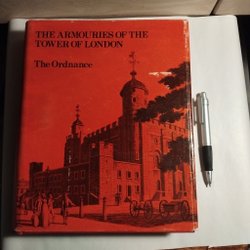 THE ARMOURIES OF THE
TOWER OF LONDON
The Ordnance